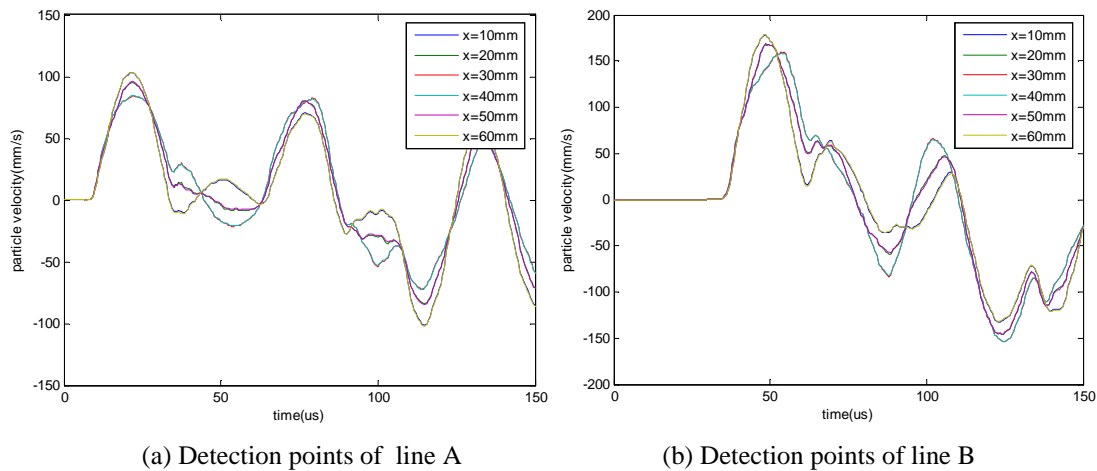 150
100
50
0
-50
-100
-150
particle velocity(mm/s)
0
50
100
150
time(us)
x=10mm
x=20mm
x=30mm
x=40mm
x=50mm
x=60mm
(a) Detection points of line A
200
150
100
50
0
-50
-100
-150
-200
particle velocity(mm/s)
0
50
100
150
time(us)
x=10mm
x=20mm
x=30mm
x=40mm
x=50mm
x=60mm
(b) Detection points of line B